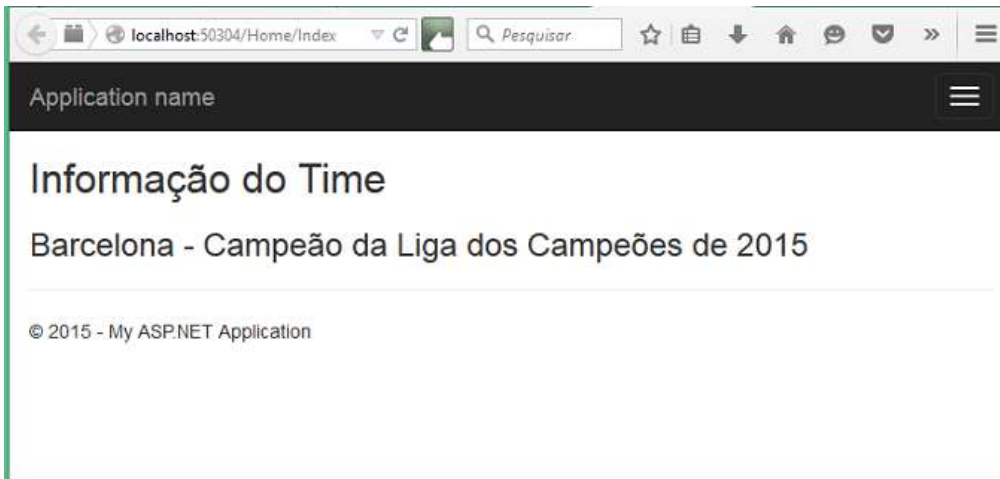 localhost:50304/Home/Index
Pesquisar
Application name
Informação do Time
Barcelona - Campeão da Liga dos Campeões de 2015
© 2015 - My ASP.NET Application